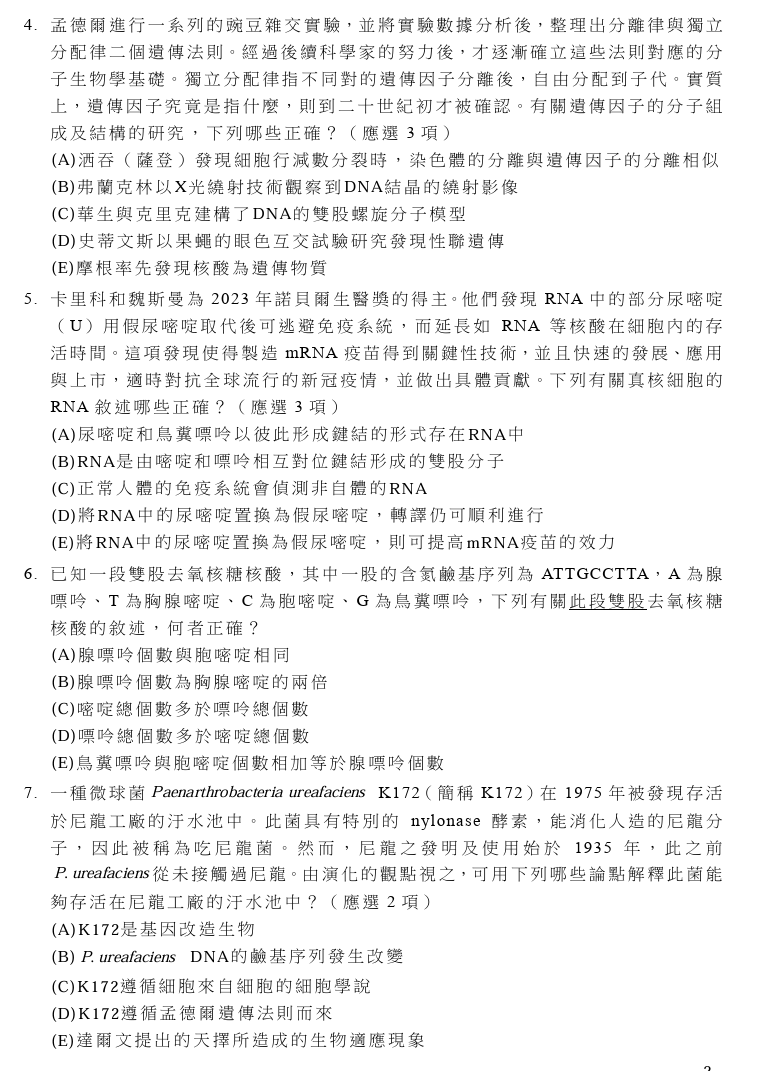 4. 孟德爾進行一系列的豌豆雜交實驗，並將實驗數據分析後，整理出分離律與獨立
分配律二個遺傳法則。經過後續科學家的努力後，才逐漸確立這些法則對應的分
子生物學基礎。獨立分配律指不同對的遺傳因子分離後，自由分配到子代。實質
上，遺傳因子究竟是指什麼，則到二十世紀初才被確認。有關遺傳因子的分子組
成及結構的研究，下列哪些正確？（應選 3 項）
(A)洒吞（薩登）發現細胞行減數分裂時，染色體的分離與遺傳因子的分離相似
(B)弗蘭克林以X光繞射技術觀察到DNA結晶的繞射影像
(C)華生與克里克建構了DNA的雙股螺旋分子模型
(D)史蒂文斯以果蠅的眼色互交試驗研究發現性聯遺傳
(E)摩根率先發現核酸為遺傳物質
5. 卡里科和魏斯曼為 2023 年諾貝爾生醫獎的得主。他們發現 RNA 中的部分尿嘧啶
（U）用假尿嘧啶取代後可逃避免疫系統，而延長如 RNA 等核酸在細胞內的存
活時間。這項發現使得製造 mRNA 疫苗得到關鍵性技術，並且快速的發展、應用
與上市，適時對抗全球流行的新冠疫情，並做出具體貢獻。下列有關真核細胞的
RNA 敘述哪些正確？（應選 3 項）
(A)尿嘧啶和鳥糞嘌呤以彼此形成鍵結的形式存在RNA中
(B)RNA是由嘧啶和嘌呤相互對位鍵結形成的雙股分子
(C)正常人體的免疫系統會偵測非自體的RNA
(D)將RNA中的尿嘧啶置換為假尿嘧啶，轉譯仍可順利進行
(E)將RNA中的尿嘧啶置換為假尿嘧啶，則可提高mRNA疫苗的效力
6. 已知一段雙股去氧核糖核酸，其中一股的含氮鹼基序列為 ATTGCCTTA，A 為腺
嘌呤、T 為胸腺嘧啶、C 為胞嘧啶、G 為鳥糞嘌呤，下列有關此段雙股去氧核糖
核酸的敘述，何者正確？
(A)腺嘌呤個數與胞嘧啶相同
(B)腺嘌呤個數為胸腺嘧啶的兩倍
(C)嘧啶總個數多於嘌呤總個數
(D)嘌呤總個數多於嘧啶總個數
(E)鳥糞嘌呤與胞嘧啶個數相加等於腺嘌呤個數
7. 一種微球菌 Paenarthrobacteria ureafaciens K172（簡稱 K172）在 1975 年被發現存活
於尼龍工廠的汙水池中。此菌具有特別的 nylonase 酵素，能消化人造的尼龍分
子，因此被稱為吃尼龍菌。然而，尼龍之發明及使用始於 1935 年，此之前
P. ureafaciens 從未接觸過尼龍。由演化的觀點視之，可用下列哪些論點解釋此菌能
夠存活在尼龍工廠的汙水池中？（應選 2 項）
(A)K172是基因改造生物
(B) P. ureafaciens DNA的鹼基序列發生改變
(C)K172遵循細胞來自細胞的細胞學說
(D)K172遵循孟德爾遺傳法則而來
(E)達爾文提出的天擇所造成的生物適應現象